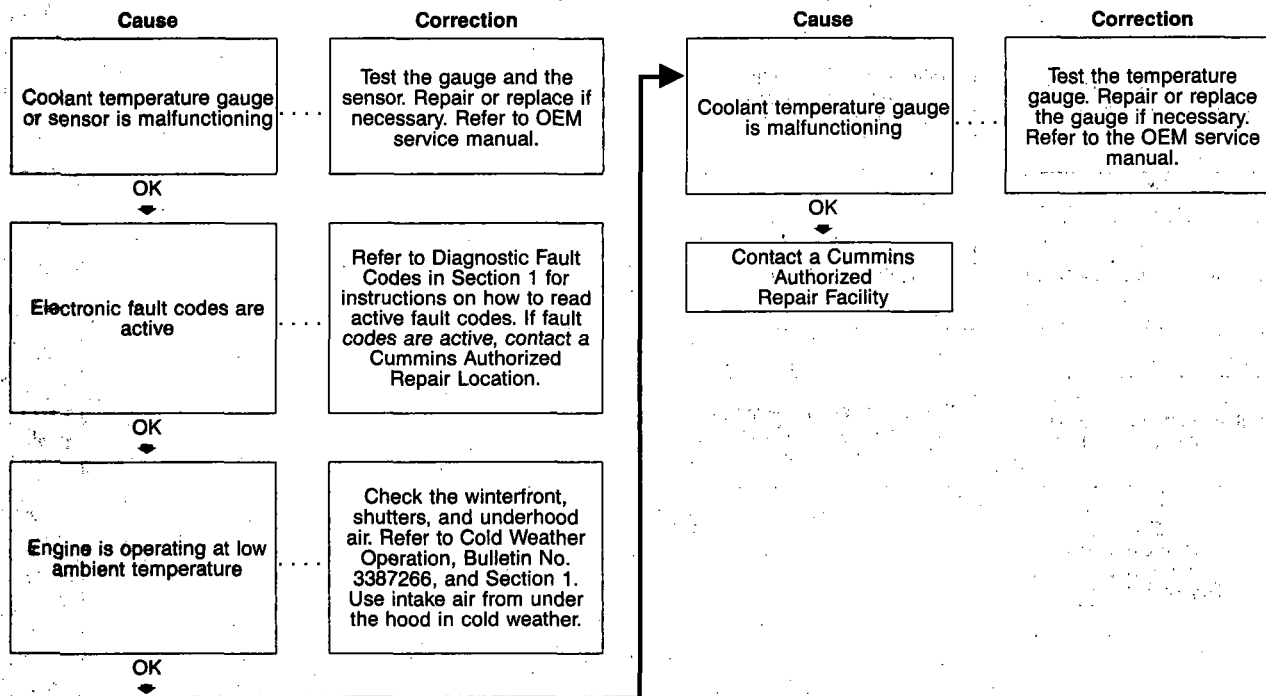 Cause
Correction
Coolant temperature gauge
or sensor is malfunctioning
Test the gauge and the
sensor. Repair or replace if
necessary. Refer to OEM
service manual.
OK
Electronic fault codes are
active
Refer to Diagnostic Fault
Codes in Section 1 for
instructions on how to read
active fault codes. If fault
codes are active, contact a
Cummins Authorized
Repair Location.
OK
Engine is operating at low
ambient temperature
Check the winterfront,
shutters, and underhood
air. Refer to Cold Weather
Operation, Bulletin No.
3387266, and Section 1.
Use intake air from under
the hood in cold weather.
OK
Cause
Correction
Coolant temperature gauge
is malfunctioning
Test the temperature
gauge. Repair or replace
the gauge if necessary.
Refer to the OEM service
manual.
OK
Contact a Cummins
Authorized
Repair Facility